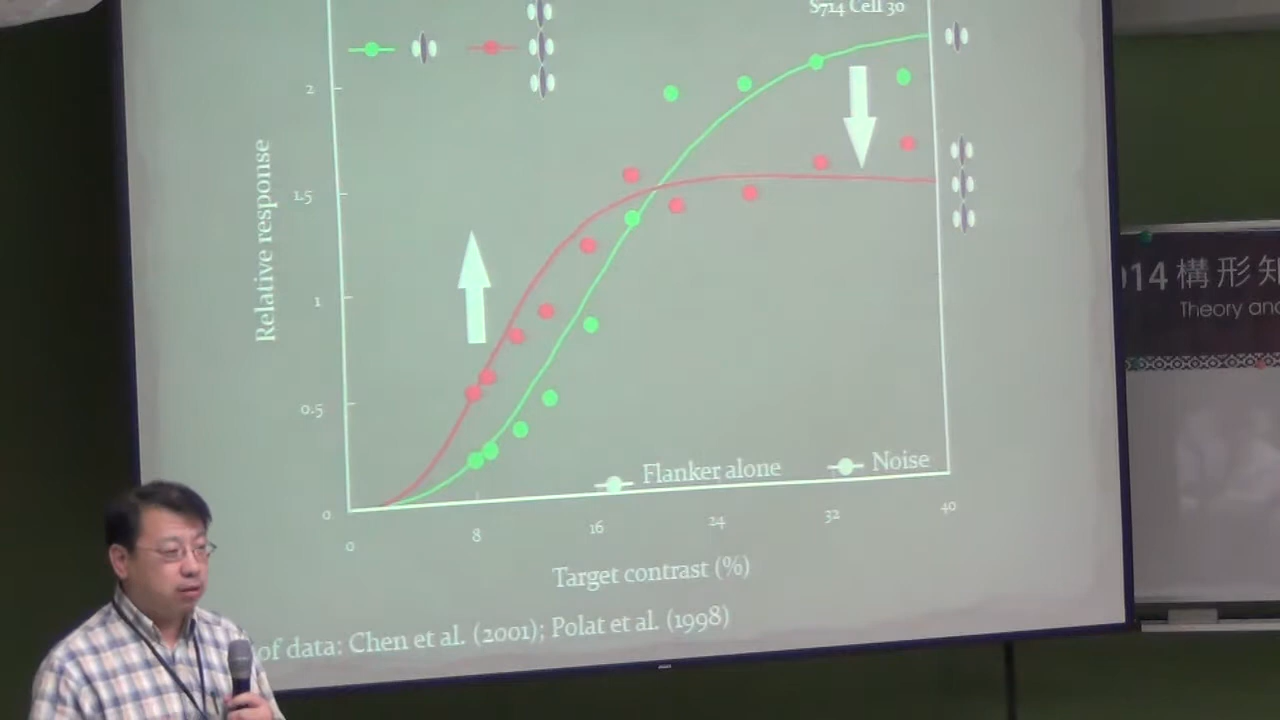 S714 Cell 30
2
1.5
1
0.5
0
Relative response
Flanker alone
Noise
0
8
16
24
32
40
Target contrast (%)
of data: Chen et al. (2001); Polat et al. (1998)
014 構形知
Theory and